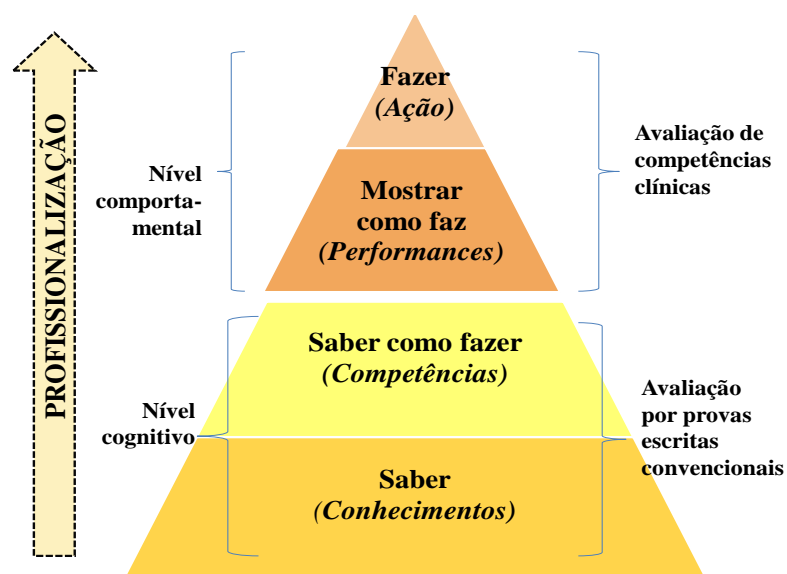 PROFISSIONALIZAÇÃO
Fazer
(Ação)
Nível
comporta-
mental
Mostrar
como faz
(Performances)
Avaliação de
competências
clínicas
Saber como fazer
(Competências)
Nível
cognitivo
Saber
(Conhecimentos)
Avaliação
por provas
escritas
convencionais